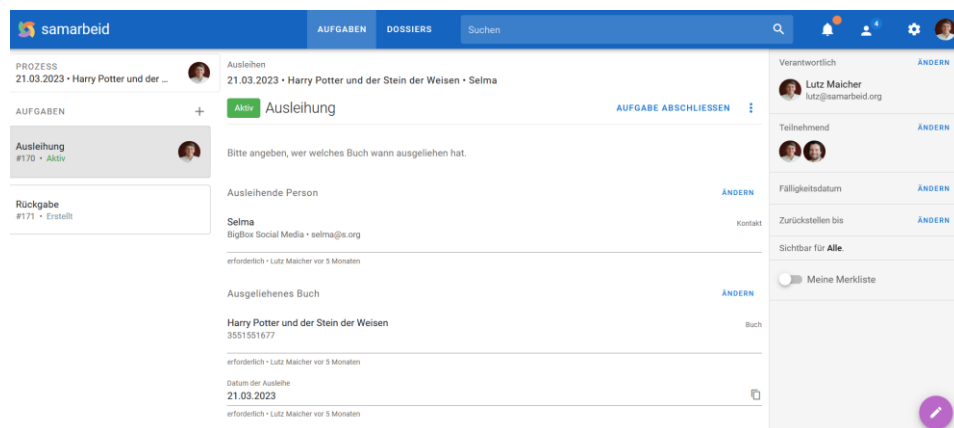 samarbeid
AUFGABEN
DOSSIERS
Suchen
4
PROZESS
21.03.2023 • Harry Potter und der ...
AUFGABEN
Ausleihung
#170 • Aktiv
Rückgabe
#171 • Erstellt
Ausleihen
21.03.2023 • Harry Potter und der Stein der Weisen • Selma
Aktiv Ausleihung
AUFGABE ABSCHLIESSEN
Bitte angeben, wer welches Buch wann ausgeliehen hat.
Ausleihende Person
ÄNDERN
Selma
Kontakt
BigBox Social Media • selma@s.org
erforderlich • Lutz Maicher vor 5 Monaten
Ausgeliehenes Buch
ÄNDERN
Harry Potter und der Stein der Weisen
Buch
3551551677
erforderlich • Lutz Maicher vor 5 Monaten
Datum der Ausleihe
21.03.2023
erforderlich • Lutz Maicher vor 5 Monaten
Verantwortlich
ÄNDERN
Lutz Maicher
lutz@samarbeid.org
Teilnehmend
ÄNDERN
Fälligkeitsdatum
ÄNDERN
Zurückstellen bis
ÄNDERN
Sichtbar für Alle.
Meine Merkliste